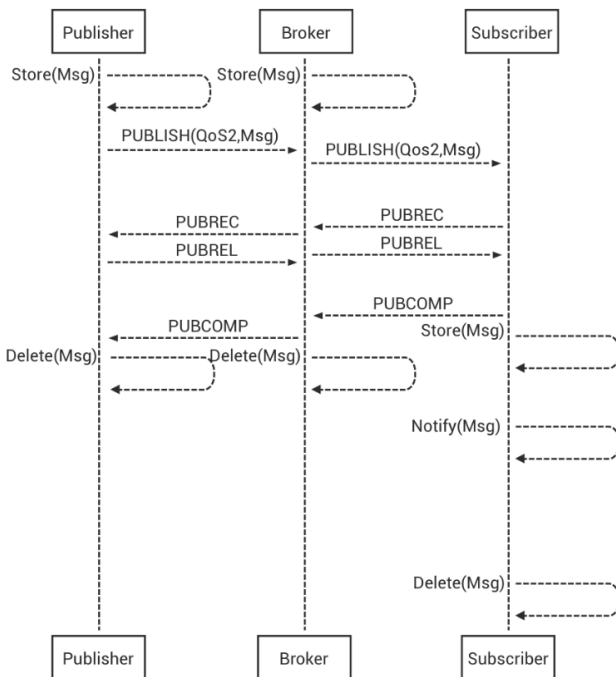 Publisher
Broker
Subscriber
Store(Msg)
Store(Msg)
PUBLISH(QoS2,Msg)
PUBLISH(Qos2,Msg)
PUBREC
PUBREC
PUBREL
PUBREL
PUBCOMP
PUBCOMP
Store(Msg)
Delete(Msg)
Delete(Msg)
Notify(Msg)
Delete(Msg)
Publisher
Broker
Subscriber